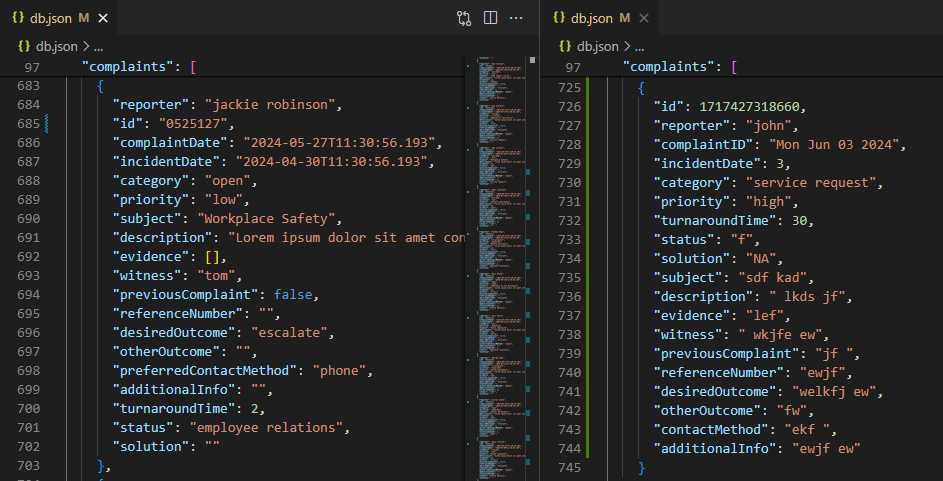 {} db.json M ×
{} db.json > ...
97 "complaints": [
683 {
684 "reporter": "jackie robinson",
685 "id": "0525127",
686 "complaintDate": "2024-05-27T11:30:56.193",
687 "incidentDate": "2024-04-30T11:30:56.193",
688 "category": "open",
689 "priority": "low",
690 "subject": "Workplace Safety",
691 "description": "Lorem ipsum dolor sit amet con
692 "evidence": [],
693 "witness": "tom",
694 "previousComplaint": false,
695 "referenceNumber": "",
696 "desiredOutcome": "escalate",
697 "otherOutcome": "",
698 "preferredContactMethod": "phone",
699 "additionalInfo": "",
700 "turnaroundTime": 2,
701 "status": "employee relations",
702 "solution": ""
703 },
{} db.json M ×
{} db.json > ...
97 "complaints": [
725 {
726 "id": 1717427318660,
727 "reporter": "john",
728 "complaintID": "Mon Jun 03 2024",
729 "incidentDate": 3,
730 "category": "service request",
731 "priority": "high",
732 "turnaroundTime": 30,
733 "status": "f",
734 "solution": "NA",
735 "subject": "sdf kad",
736 "description": " lkds jf",
737 "evidence": "lef",
738 "witness": " wkjfe ew",
739 "previousComplaint": "jf ",
740 "referenceNumber": "ewjf",
741 "desiredOutcome": "welkfj ew",
742 "otherOutcome": "fw",
743 "contactMethod": "ekf ",
744 "additionalInfo": "ewjf ew"
745 }